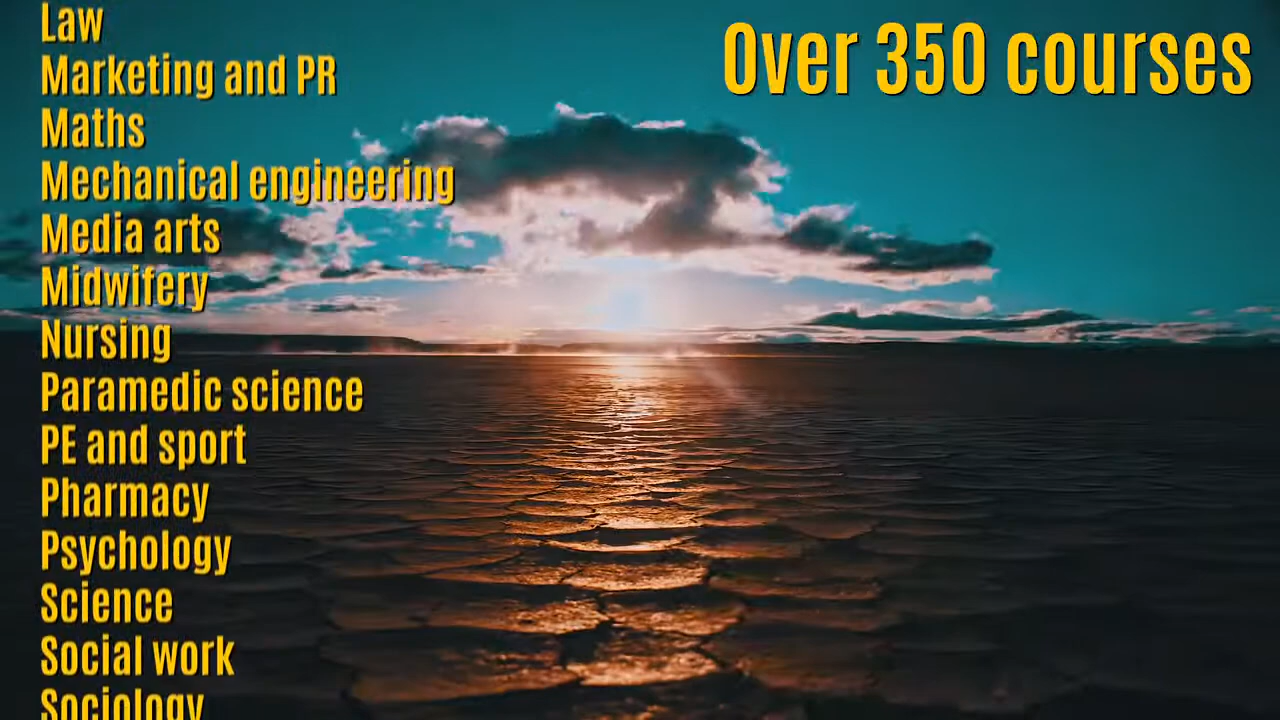 Law
Marketing and PR
Maths
Mechanical engineering
Media arts
Midwifery
Nursing
Paramedic science
PE and sport
Pharmacy
Psychology
Science
Social work
Sociology
Over 350 courses